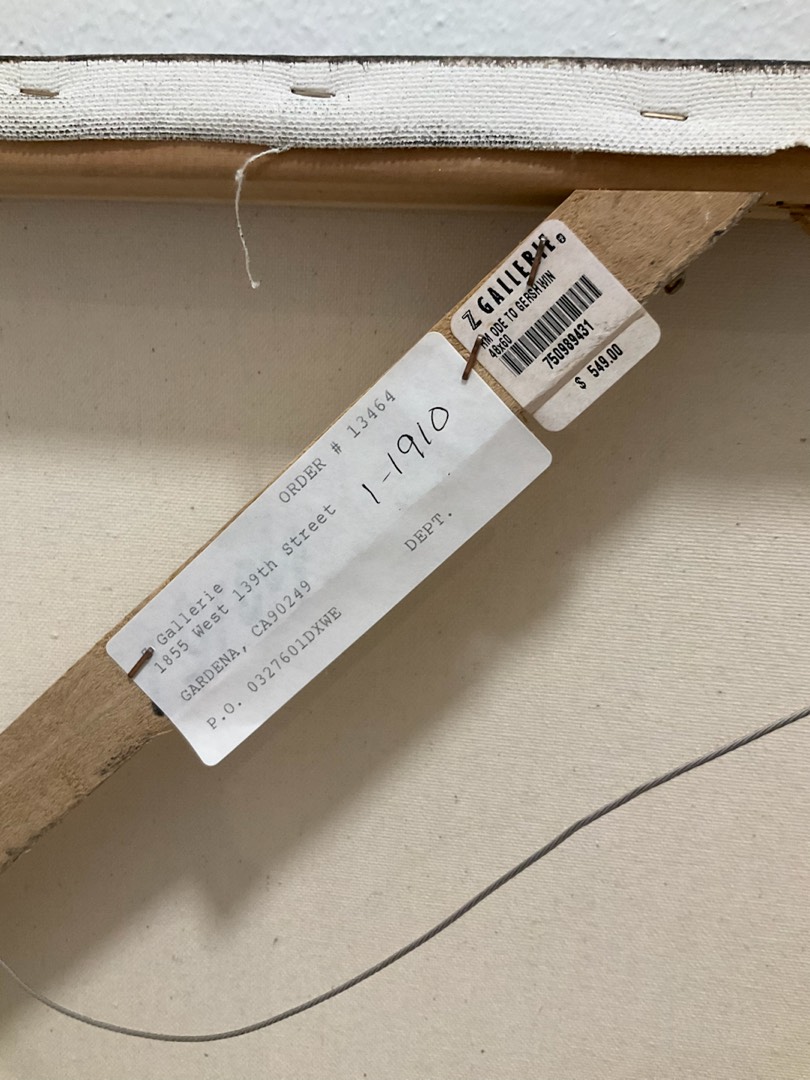 Z GALLERIE
RM ODE TO GERSHWIN
48x60
750989431
$ 549.00
ORDER # 13464
1-1910
Z Gallerie
1855 West 139th Street
DEPT.
GARDENA, CA90249
P.O. 0327601DXWE